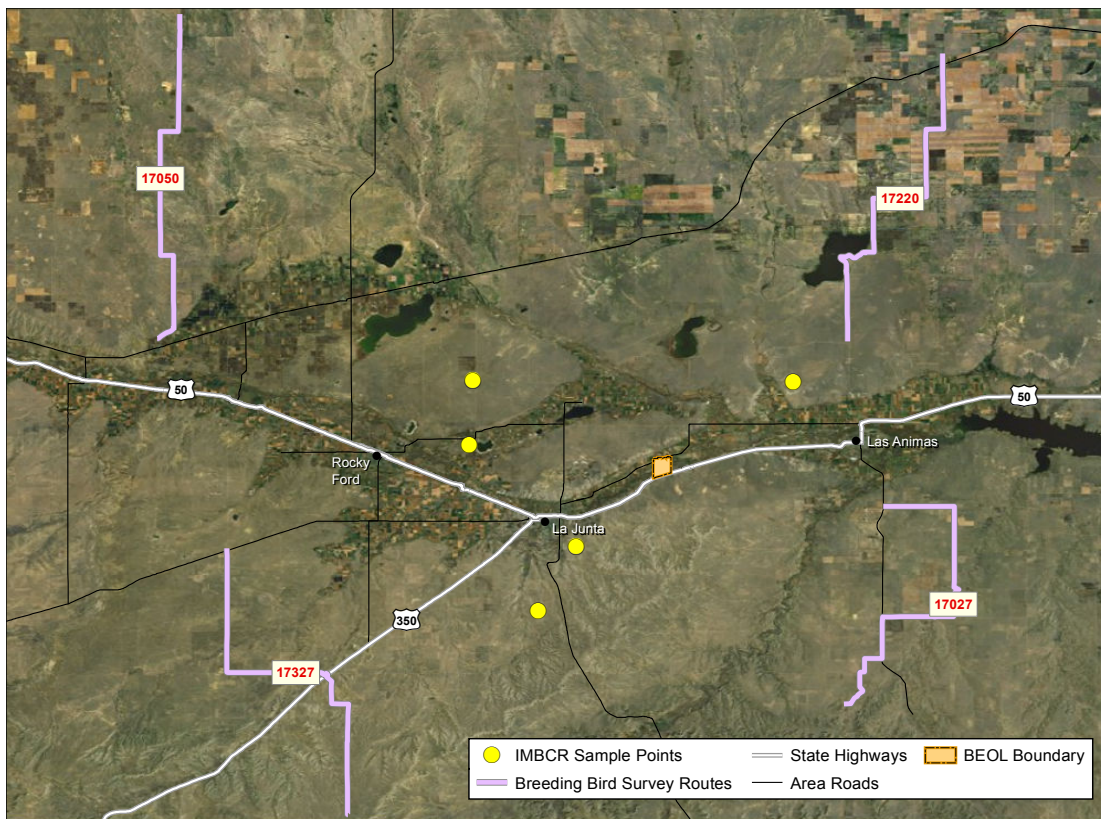 17050
17220
50
50
Las Animas
Rocky
Ford
La Junta
17027
350
17327
IMBCR Sample Points
State Highways
BEOL Boundary
Breeding Bird Survey Routes
Area Roads